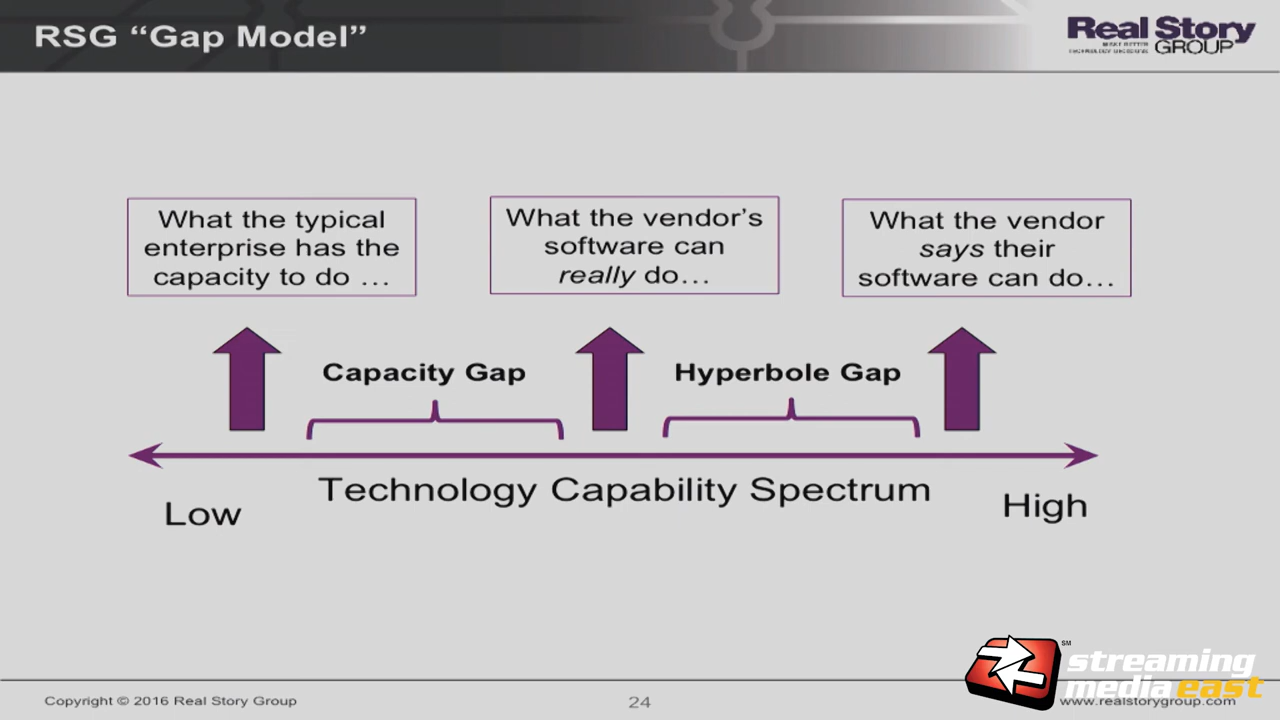 RSG “Gap Model”
Real Story
GROUP
What the typical
enterprise has the
capacity to do …
What the vendor’s
software can
really do…
What the vendor
says their
software can do…
Capacity Gap
Hyperbole Gap
Technology Capability Spectrum
Low
High
streaming
media east
SM
Copyright © 2016 Real Story Group
24
www.realstorygroup.com